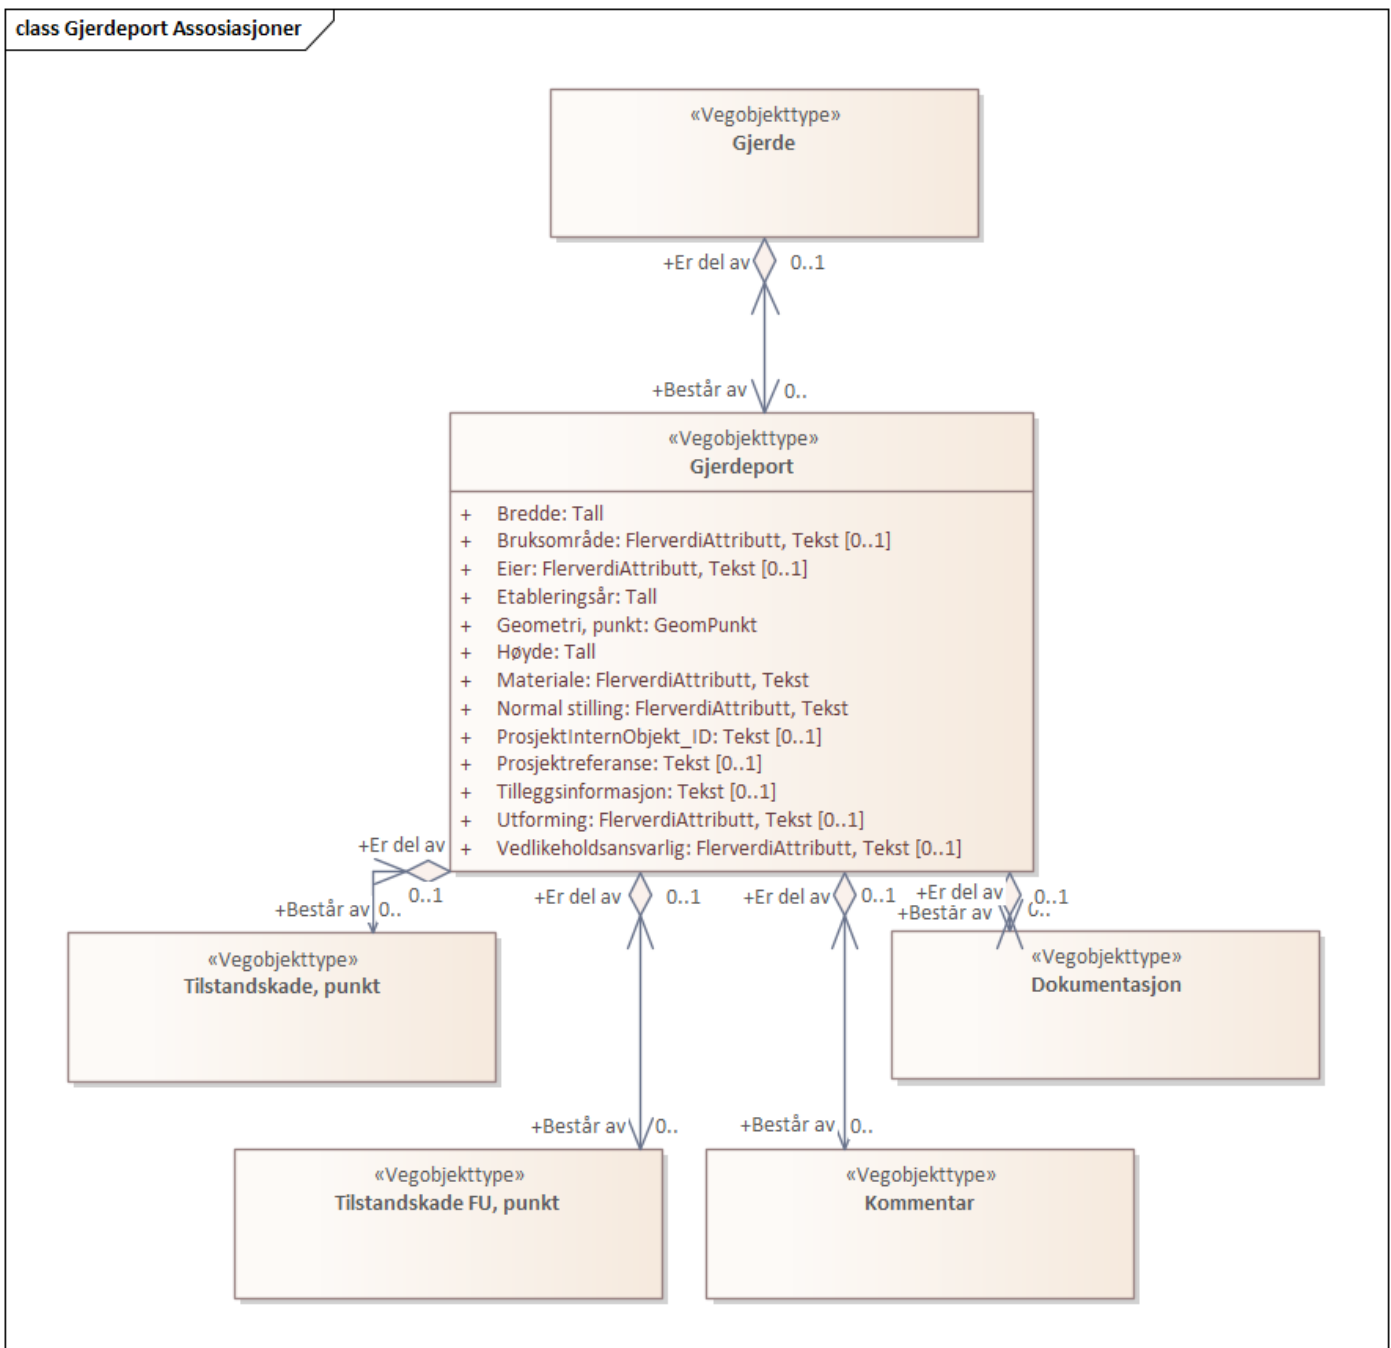 class Gjerdeport Assosiasjoner
«Vegobjekttype»
Gjerde
+Er del av 0..1
+Består av 0..
«Vegobjekttype»
Gjerdeport
+ Bredde: Tall
+ Bruksområde: FlerverdiAttributt, Tekst [0..1]
+ Eier: FlerverdiAttributt, Tekst [0..1]
+ Etableringsår: Tall
+ Geometri, punkt: GeomPunkt
+ Høyde: Tall
+ Materiale: FlerverdiAttributt, Tekst
+ Normal stilling: FlerverdiAttributt, Tekst
+ ProsjektInternObjekt_ID: Tekst [0..1]
+ Prosjektreferanse: Tekst [0..1]
+ Tilleggsinformasjon: Tekst [0..1]
+ Utforming: FlerverdiAttributt, Tekst [0..1]
+ Vedlikeholdsansvarlig: FlerverdiAttributt, Tekst [0..1]
+Er del av
0..1
+Består av 0..
+Er del av 0..1
+Er del av 0..1
+Er del av 0..1
+Består av 0..
«Vegobjekttype»
Tilstandskade, punkt
«Vegobjekttype»
Dokumentasjon
+Består av 0..
+Består av 0..
«Vegobjekttype»
Tilstandskade FU, punkt
«Vegobjekttype»
Kommentar